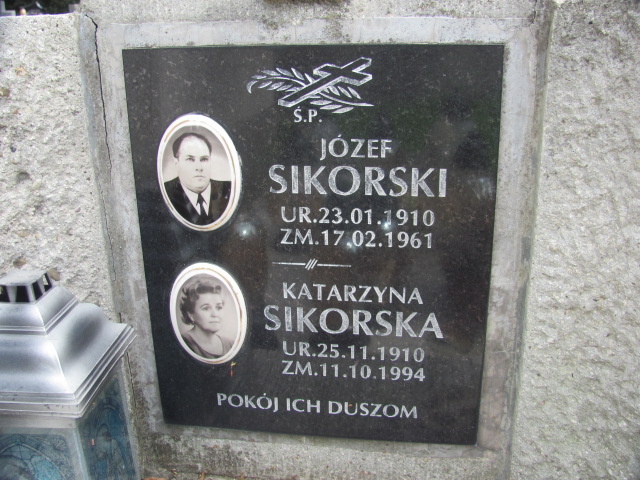 Ś.P.
JÓZEF
SIKORSKI
UR.23.01.1910
ZM.17.02.1961
KATARZYNA
SIKORSKA
UR.25.11.1910
ZM.11.10.1994
POKÓJ ICH DUSZOM